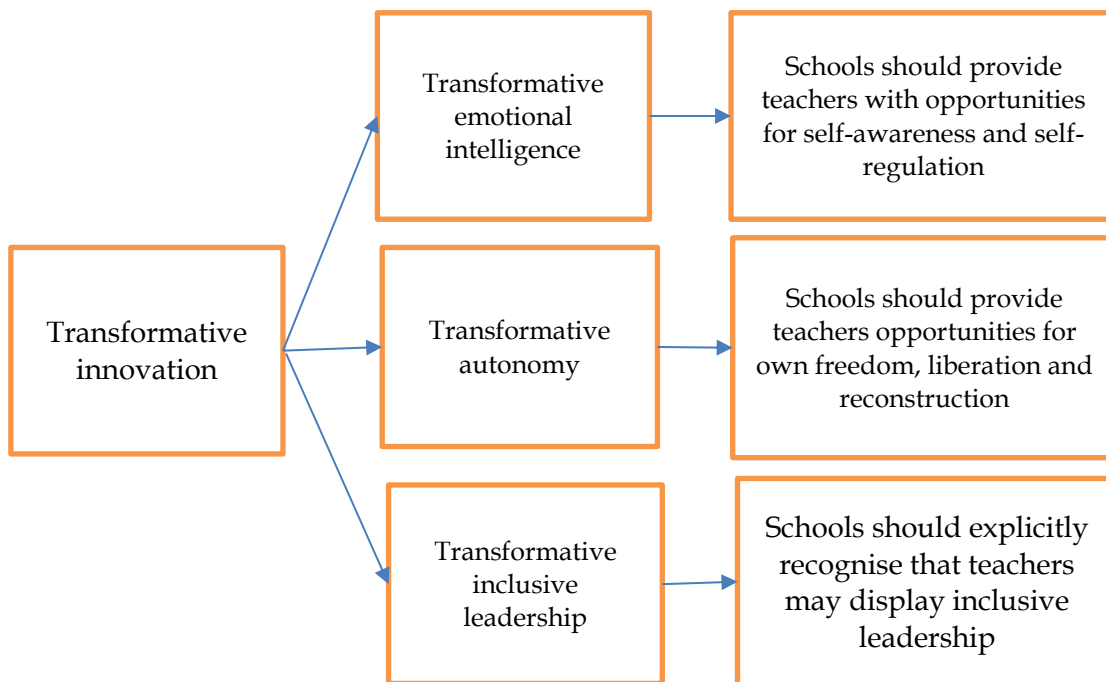 Transformative
emotional
intelligence
Schools should provide
teachers with opportunities
for self-awareness and self-
regulation
Transformative
innovation
Transformative
autonomy
Schools should provide
teachers opportunities for
own freedom, liberation and
reconstruction
Transformative
inclusive
leadership
Schools should explicitly
recognise that teachers
may display inclusive
leadership